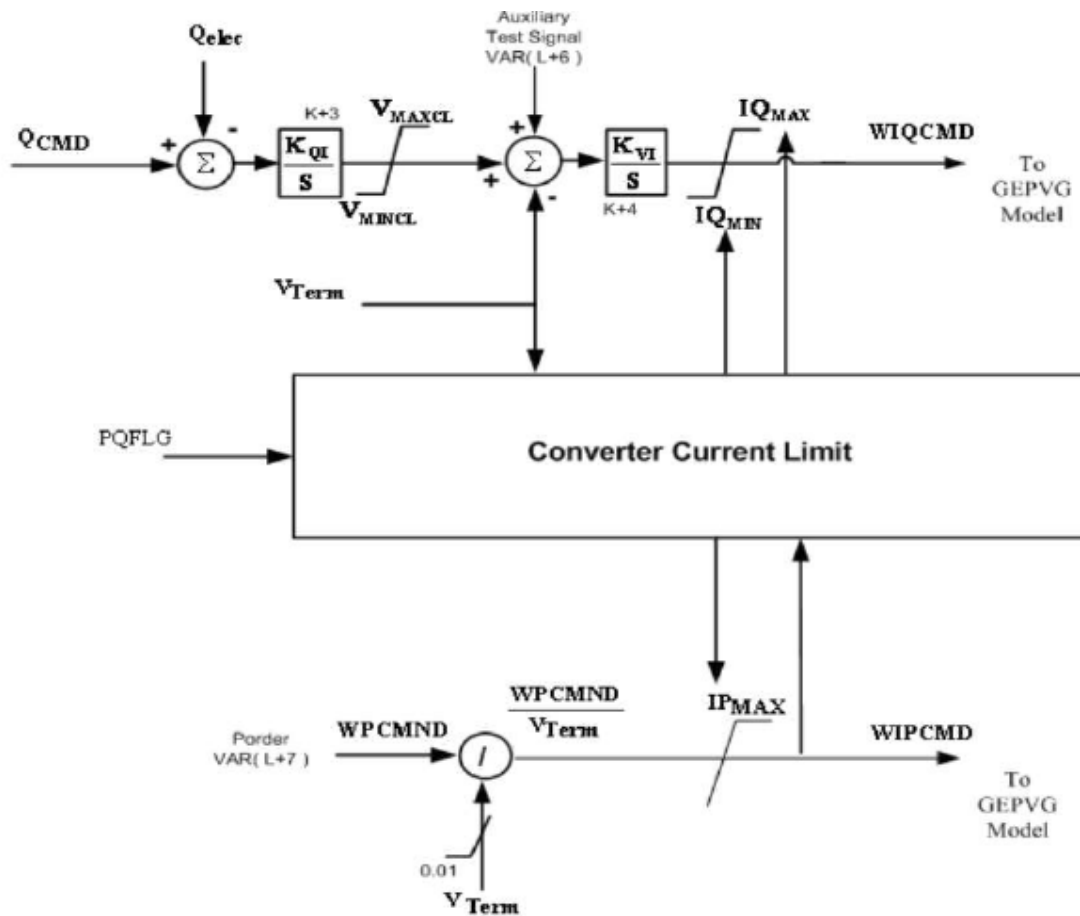 Auxiliary
Test Signal
VAR( L+6 )
Qelec
K+3
VMAXCL
IQMAX
WIQCMD
QCMD
+
-
Σ
KQI
S
+
+
-
Σ
KVI
S
To
GEPVG
Model
VMINCL
K+4
IQMIN
VTerm
PQFLG
Converter Current Limit
WPCMND
VTerm
IPMAX
Porder
VAR( L+7 )
WPCMND
/
WIPCMD
To
GEPVG
Model
0.01
VTerm